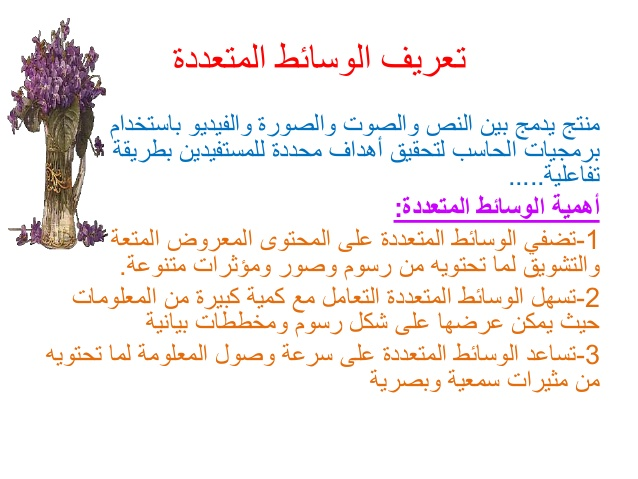 تعريف الوسائط المتعددة
منتج يدمج بين النص والصوت والصورة والفيديو باستخدام
برمجيات الحاسب لتحقيق أهداف محددة للمستفيدين بطريقة
تفاعلية.....
أهمية الوسائط المتعددة:
1-تضفي الوسائط المتعددة على المحتوى المعروض المتعة
والتشويق لما تحتويه من رسوم وصور ومؤثرات متنوعة.
2-تسهل الوسائط المتعددة التعامل مع كمية كبيرة من المعلومات
حيث يمكن عرضها على شكل رسوم ومخططات بيانية
3-تساعد الوسائط المتعددة على سرعة وصول المعلومة لما تحتويه
من مثيرات سمعية وبصرية